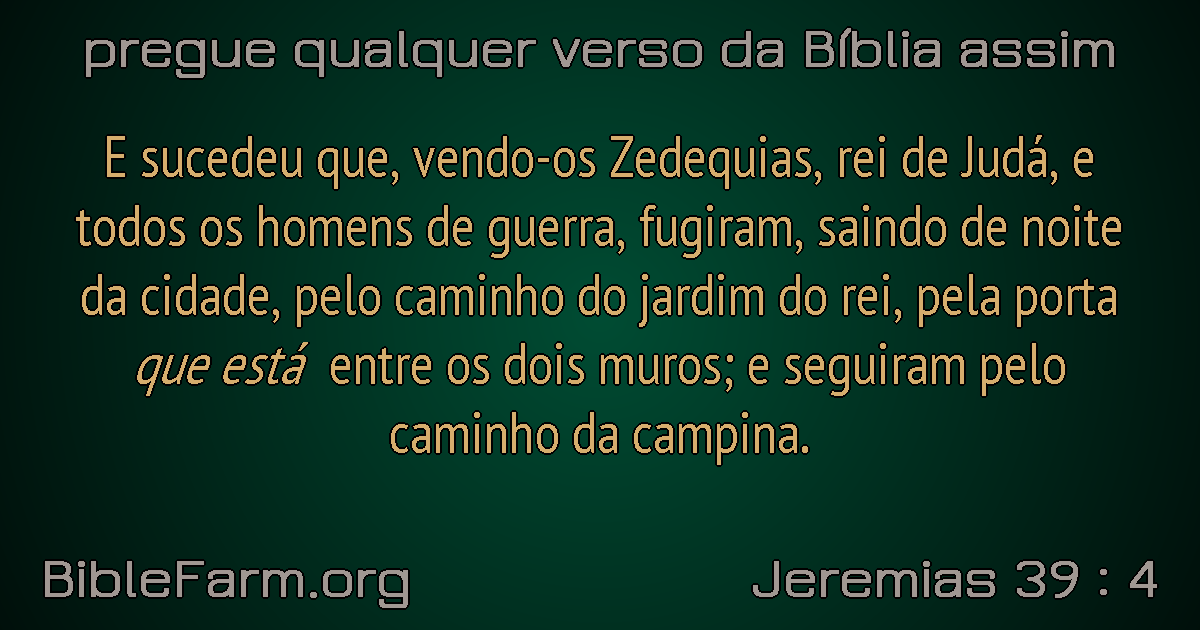 pregue qualquer verso da Bíblia assim
E sucedeu que, vendo-os Zedequias, rei de Judá, e
todos os homens de guerra, fugiram, saindo de noite
da cidade, pelo caminho do jardim do rei, pela porta
que está entre os dois muros; e seguiram pelo
caminho da campina.
BibleFarm.org
Jeremias 39 : 4